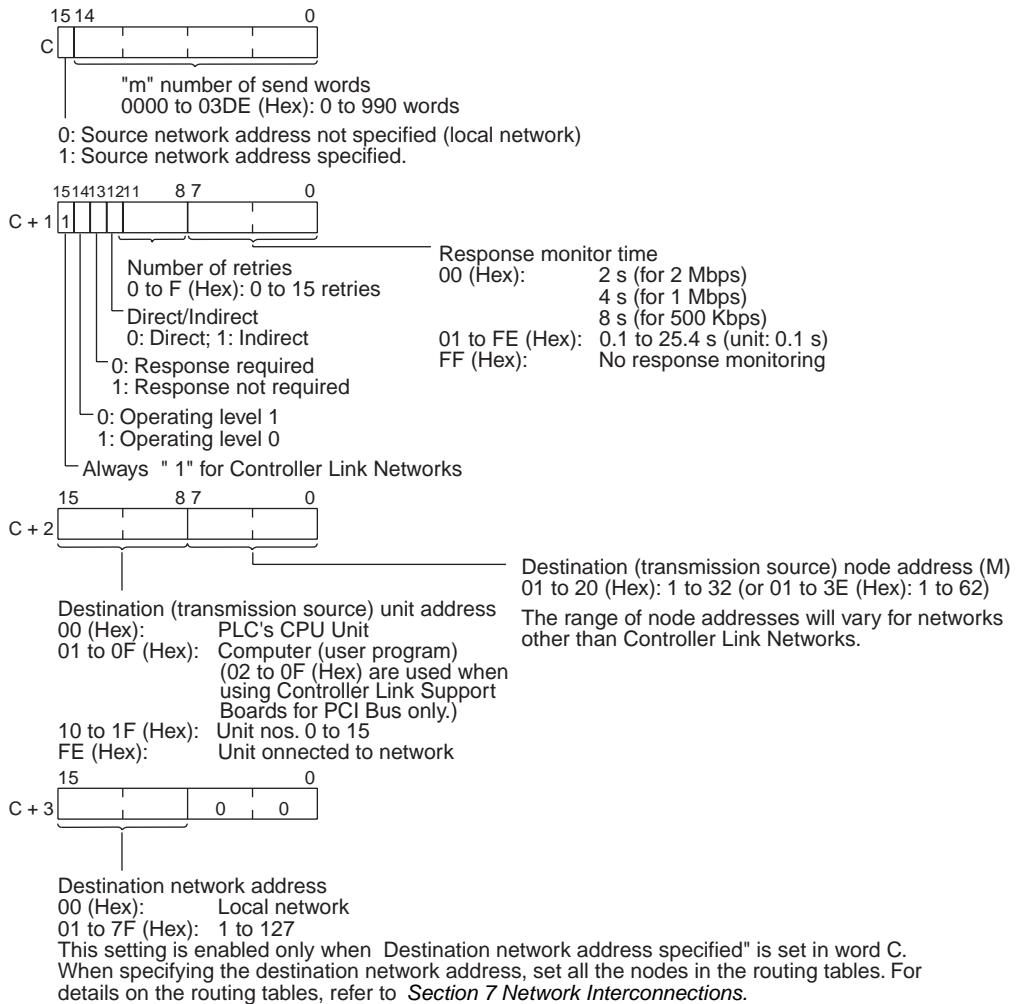 15 14 0
C
"m" number of send words
0000 to 03DE (Hex): 0 to 990 words
0: Source network address not specified (local network)
1: Source network address specified.
15 14 13 12 11 8 7 0
C + 1 1
Response monitor time
00 (Hex): 2 s (for 2 Mbps)
4 s (for 1 Mbps)
8 s (for 500 Kbps)
01 to FE (Hex): 0.1 to 25.4 s (unit: 0.1 s)
FF (Hex): No response monitoring
Number of retries
0 to F (Hex): 0 to 15 retries
Direct/Indirect
0: Direct; 1: Indirect
0: Response required
1: Response not required
0: Operating level 1
1: Operating level 0
Always " 1" for Controller Link Networks
15 8 7 0
C + 2
Destination (transmission source) node address (M)
01 to 20 (Hex): 1 to 32 (or 01 to 3E (Hex): 1 to 62)
The range of node addresses will vary for networks
other than Controller Link Networks.
Destination (transmission source) unit address
00 (Hex): PLC's CPU Unit
01 to 0F (Hex): Computer (user program)
(02 to 0F (Hex) are used when
using Controller Link Support
Boards for PCI Bus only.)
10 to 1F (Hex): Unit nos. 0 to 15
FE (Hex): Unit onnected to network
15 0
C + 3 0 0
Destination network address
00 (Hex): Local network
01 to 7F (Hex): 1 to 127
This setting is enabled only when Destination network address specified" is set in word C.
When specifying the destination network address, set all the nodes in the routing tables. For
details on the routing tables, refer to Section 7 Network Interconnections.